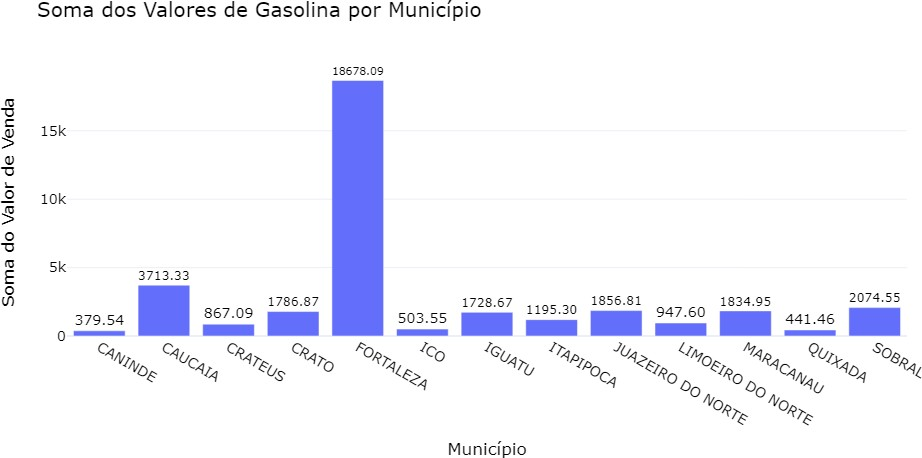 Soma dos Valores de Gasolina por Município
Soma do Valor de Venda
15k
10k
5k
0
379.54
3713.33
867.09
1786.87
18678.09
503.55
1728.67
1195.30
1856.81
947.60
1834.95
441.46
2074.55
CANINDE
CAUCAIA
CRATEUS
CRATO
FORTALEZA
ICO
IGUATU
ITAPIPOCA
JUAZEIRO DO NORTE
LIMOEIRO DO NORTE
MARACANAU
QUIXADA
SOBRAL
Município